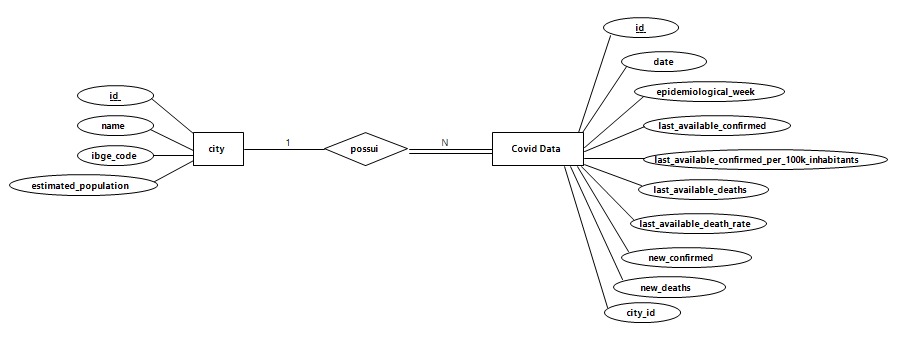 id
name
ibge_code
estimated_population
city
1
possui
N
Covid Data
id
date
epidemiological_week
last_available_confirmed
last_available_confirmed_per_100k_inhabitants
last_available_deaths
last_available_death_rate
new_confirmed
new_deaths
city_id